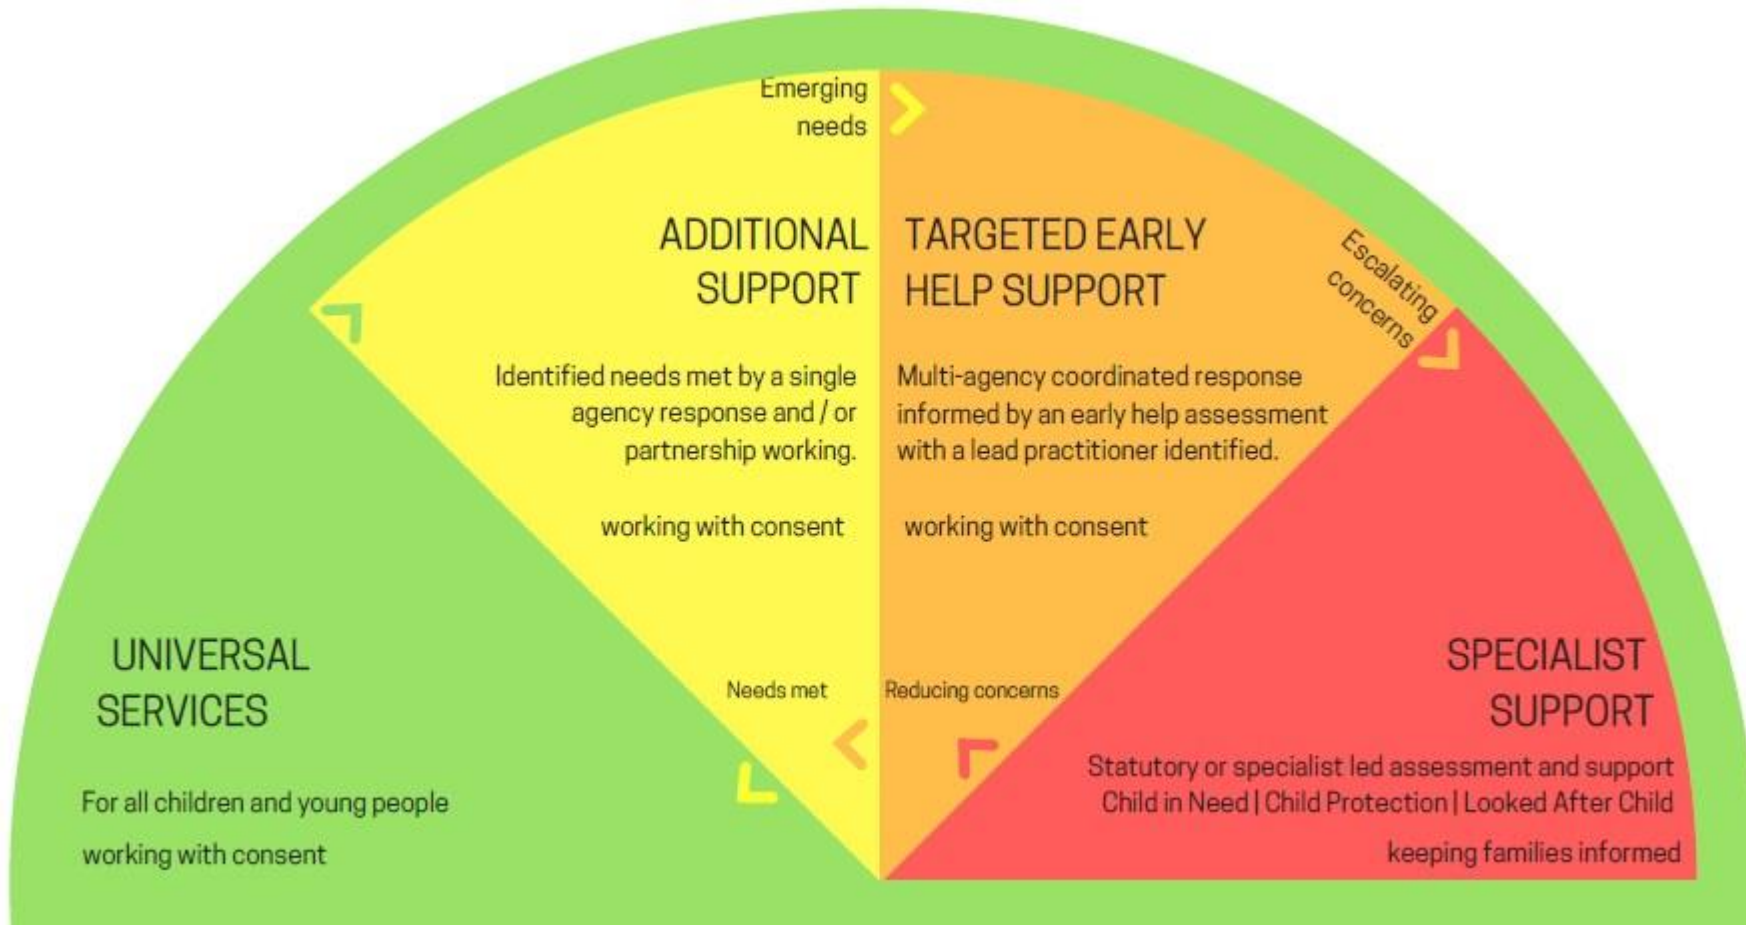 Emerging
needs
ADDITIONAL
SUPPORT
Identified needs met by a single
agency response and / or
partnership working.
working with consent
Needs met
TARGETED EARLY
HELP SUPPORT
Multi-agency coordinated response
informed by an early help assessment
with a lead practitioner identified.
working with consent
Reducing concerns
Escalating
concerns
UNIVERSAL
SERVICES
For all children and young people
working with consent
SPECIALIST
SUPPORT
Statutory or specialist led assessment and support
Child in Need | Child Protection | Looked After Child
keeping families informed